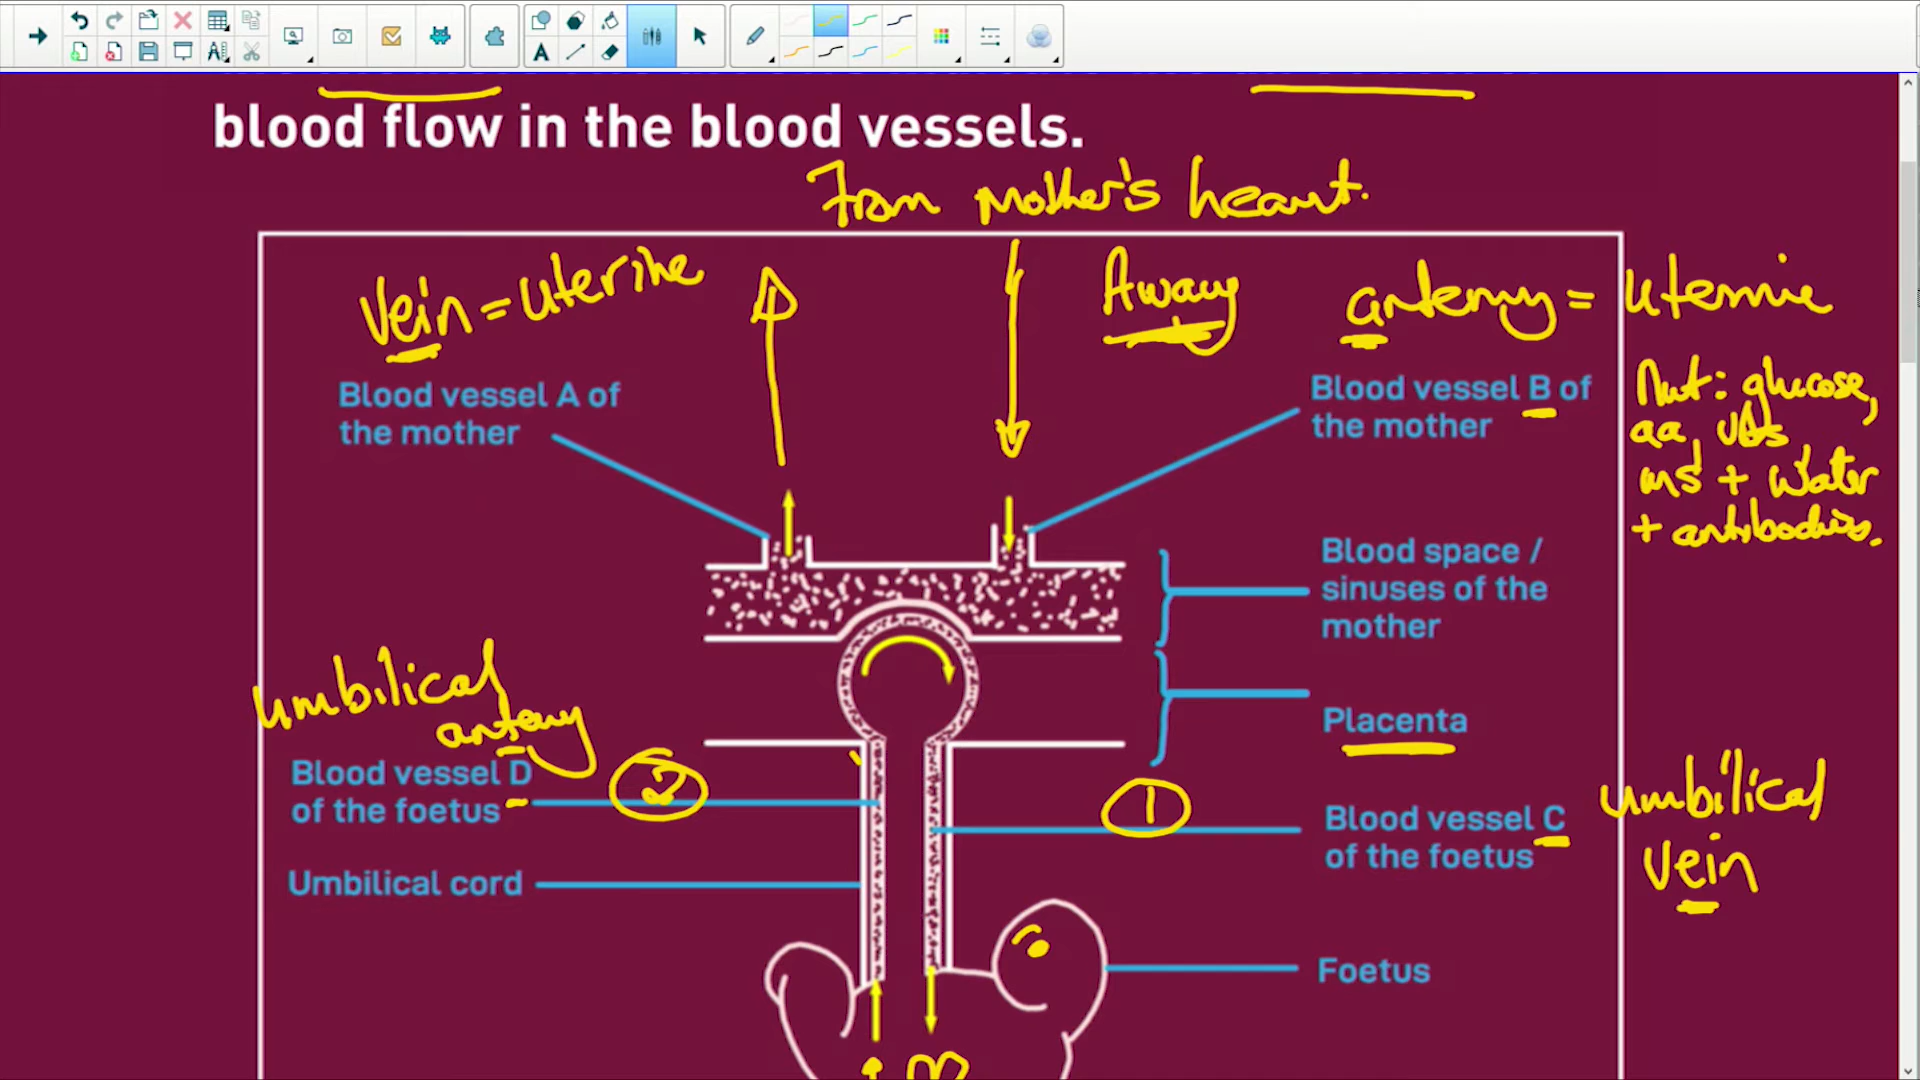 blood flow in the blood vessels.
From mother's heart.
Vein = uterine
Away
artery = uterine
Blood vessel A of
the mother
Blood vessel B of
the mother
Nut: glucose,
aa, vits
ms + water
+ antibodies.
Blood space /
sinuses of the
mother
umbilical
artery
Placenta
Blood vessel D
of the foetus
2
1
Blood vessel C
of the foetus
umbilical
vein
Umbilical cord
Foetus